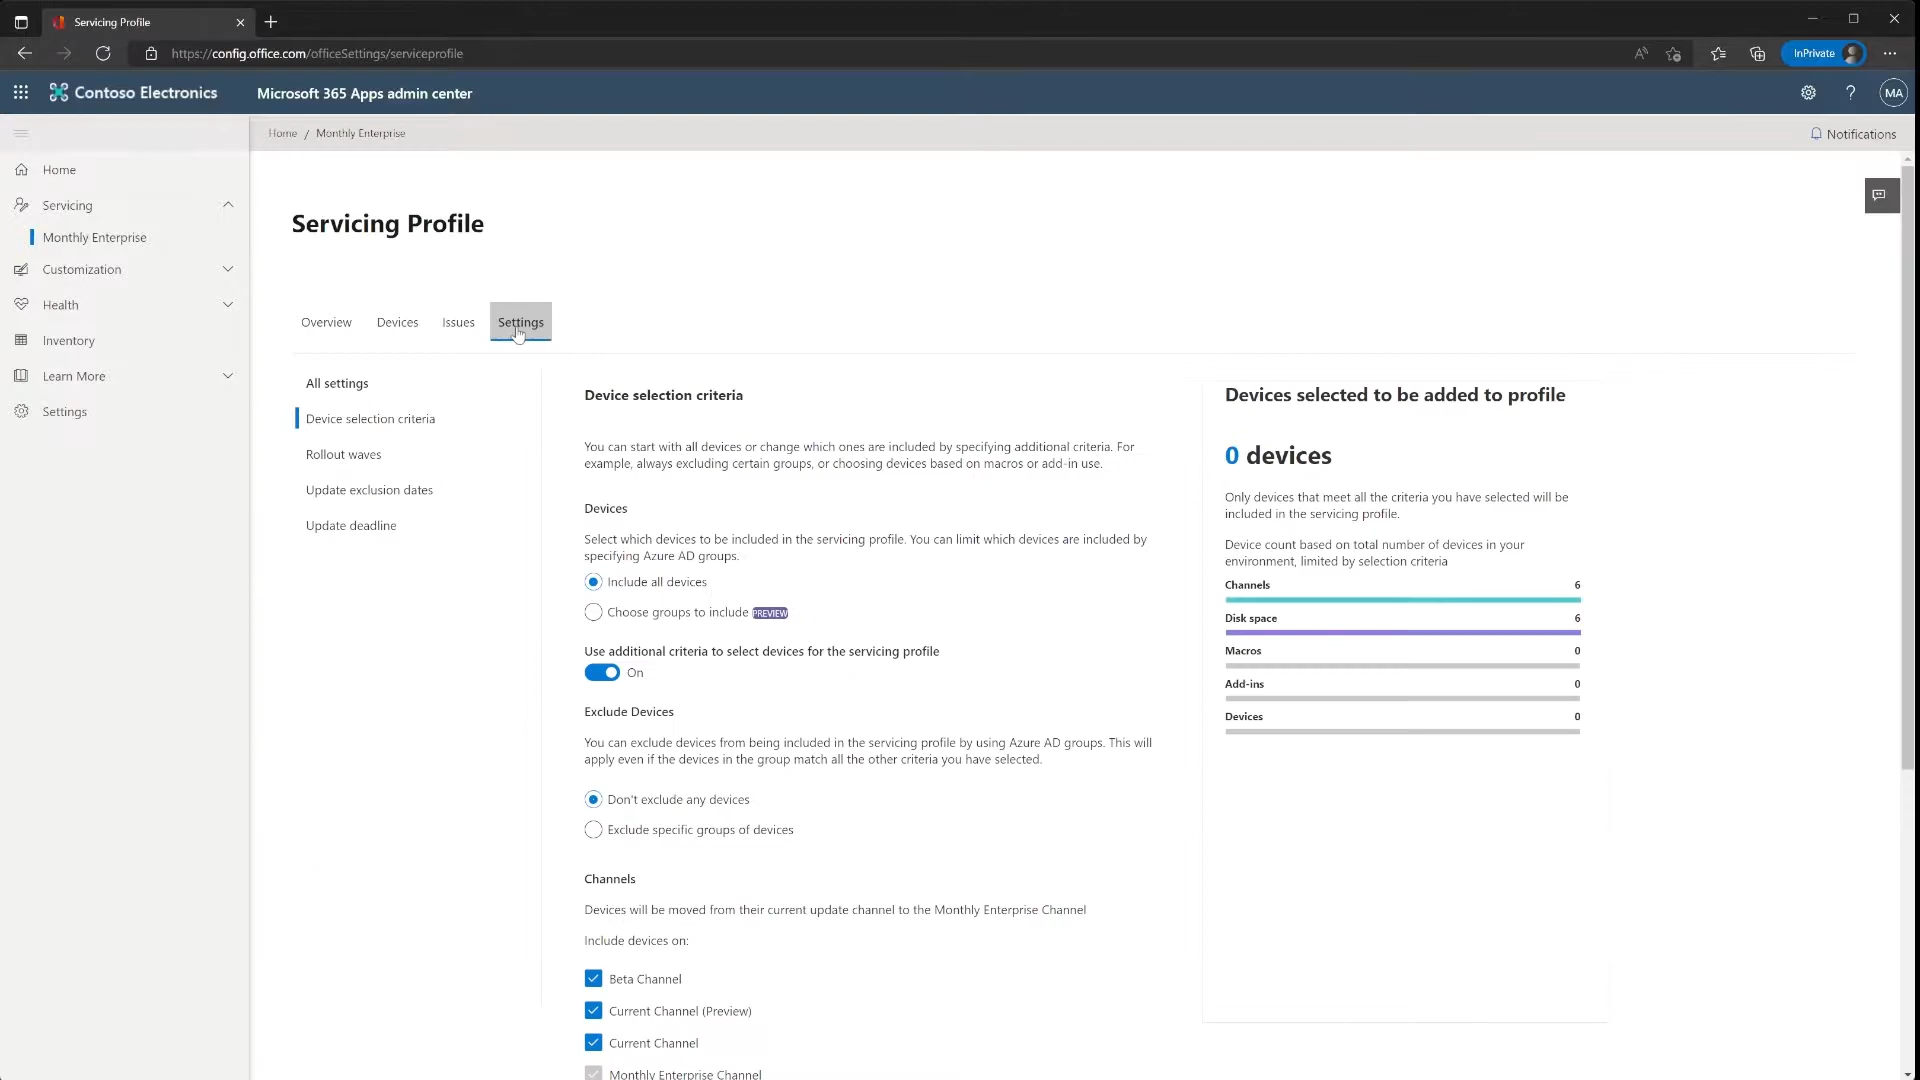 Servicing Profile
https://config.office.com/officeSettings/serviceprofile
InPrivate
Contoso Electronics
Microsoft 365 Apps admin center
?
MA
Home / Monthly Enterprise
Notifications
Home
Servicing
Monthly Enterprise
Customization
Health
Inventory
Learn More
Settings
Servicing Profile
Overview
Devices
Issues
Settings
All settings
Device selection criteria
Rollout waves
Update exclusion dates
Update deadline
Device selection criteria
You can start with all devices or change which ones are included by specifying additional criteria. For
example, always excluding certain groups, or choosing devices based on macros or add-in use.
Devices
Select which devices to be included in the servicing profile. You can limit which devices are included by
specifying Azure AD groups.
Include all devices
Choose groups to include PREVIEW
Use additional criteria to select devices for the servicing profile
On
Exclude Devices
You can exclude devices from being included in the servicing profile by using Azure AD groups. This will
apply even if the devices in the group match all the other criteria you have selected.
Don't exclude any devices
Exclude specific groups of devices
Channels
Devices will be moved from their current update channel to the Monthly Enterprise Channel
Include devices on:
Beta Channel
Current Channel (Preview)
Current Channel
Monthly Enterprise Channel
Devices selected to be added to profile
0 devices
Only devices that meet all the criteria you have selected will be
included in the servicing profile.
Device count based on total number of devices in your
environment, limited by selection criteria
Channels 6
Disk space 6
Macros 0
Add-ins 0
Devices 0